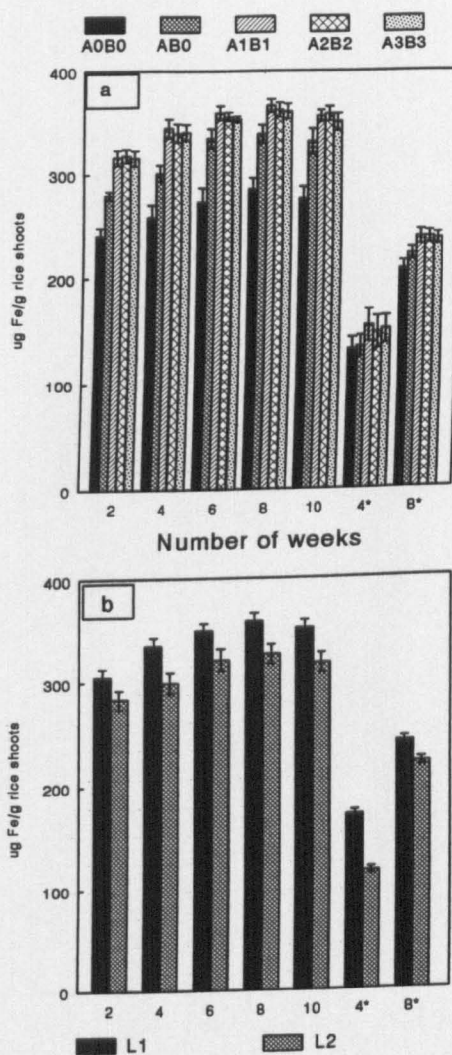 A0B0 AB0 A1B1 A2B2 A3B3
a
400
300
200
100
0
ug Fe/g rice shoots
2 4 6 8 10 4* 8*
Number of weeks
b
400
300
200
100
0
ug Fe/g rice shoots
2 4 6 8 10 4* 8*
L1 L2